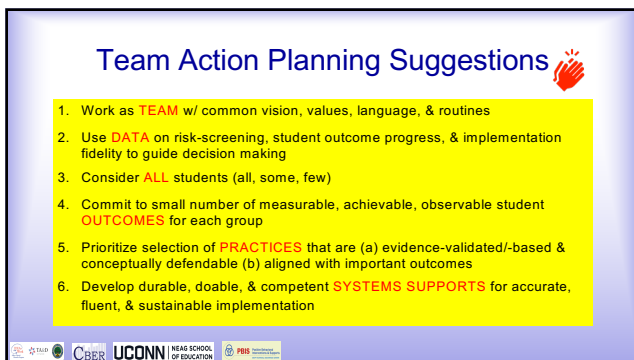 Team Action Planning Suggestions
1. Work as TEAM w/ common vision, values, language, & routines
2. Use DATA on risk-screening, student outcome progress, & implementation
fidelity to guide decision making
3. Consider ALL students (all, some, few)
4. Commit to small number of measurable, achievable, observable student
OUTCOMES for each group
5. Prioritize selection of PRACTICES that are (a) evidence-validated/-based &
conceptually defendable (b) aligned with important outcomes
6. Develop durable, doable, & competent SYSTEMS SUPPORTS for accurate,
fluent, & sustainable implementation
CBER UCONN NEAG SCHOOL
OF EDUCATION
PBIS